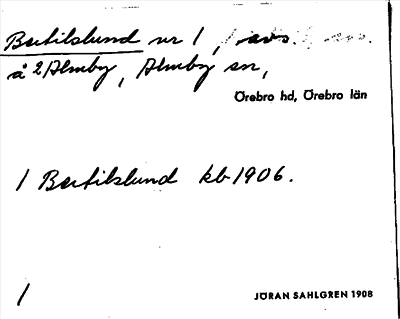 Bertilslund nr 1, avs.
å 2 Almby, Almby sn,
Örebro hd, Örebro län
1 Bertilslund kb 1906.
1
JÖRAN SAHLGREN 1908